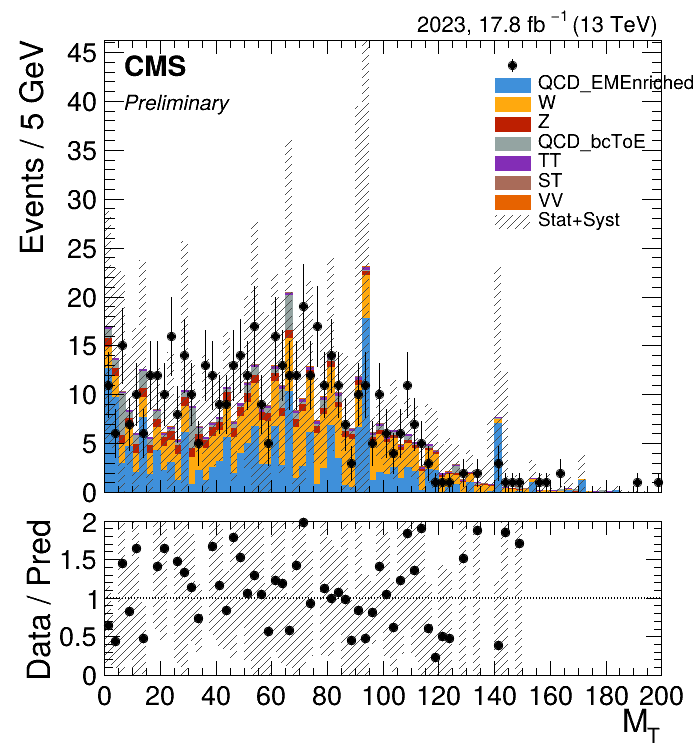 2023, 17.8 fb⁻¹ (13 TeV)
CMS
Preliminary
QCD_EMEnriched
W
Z
QCD_bcToE
TT
ST
VV
Stat+Syst
Events / 5 GeV
45
40
35
30
25
20
15
10
5
0
Data / Pred
2
1.5
1
0.5
0
0 20 40 60 80 100 120 140 160 180 200
M_T